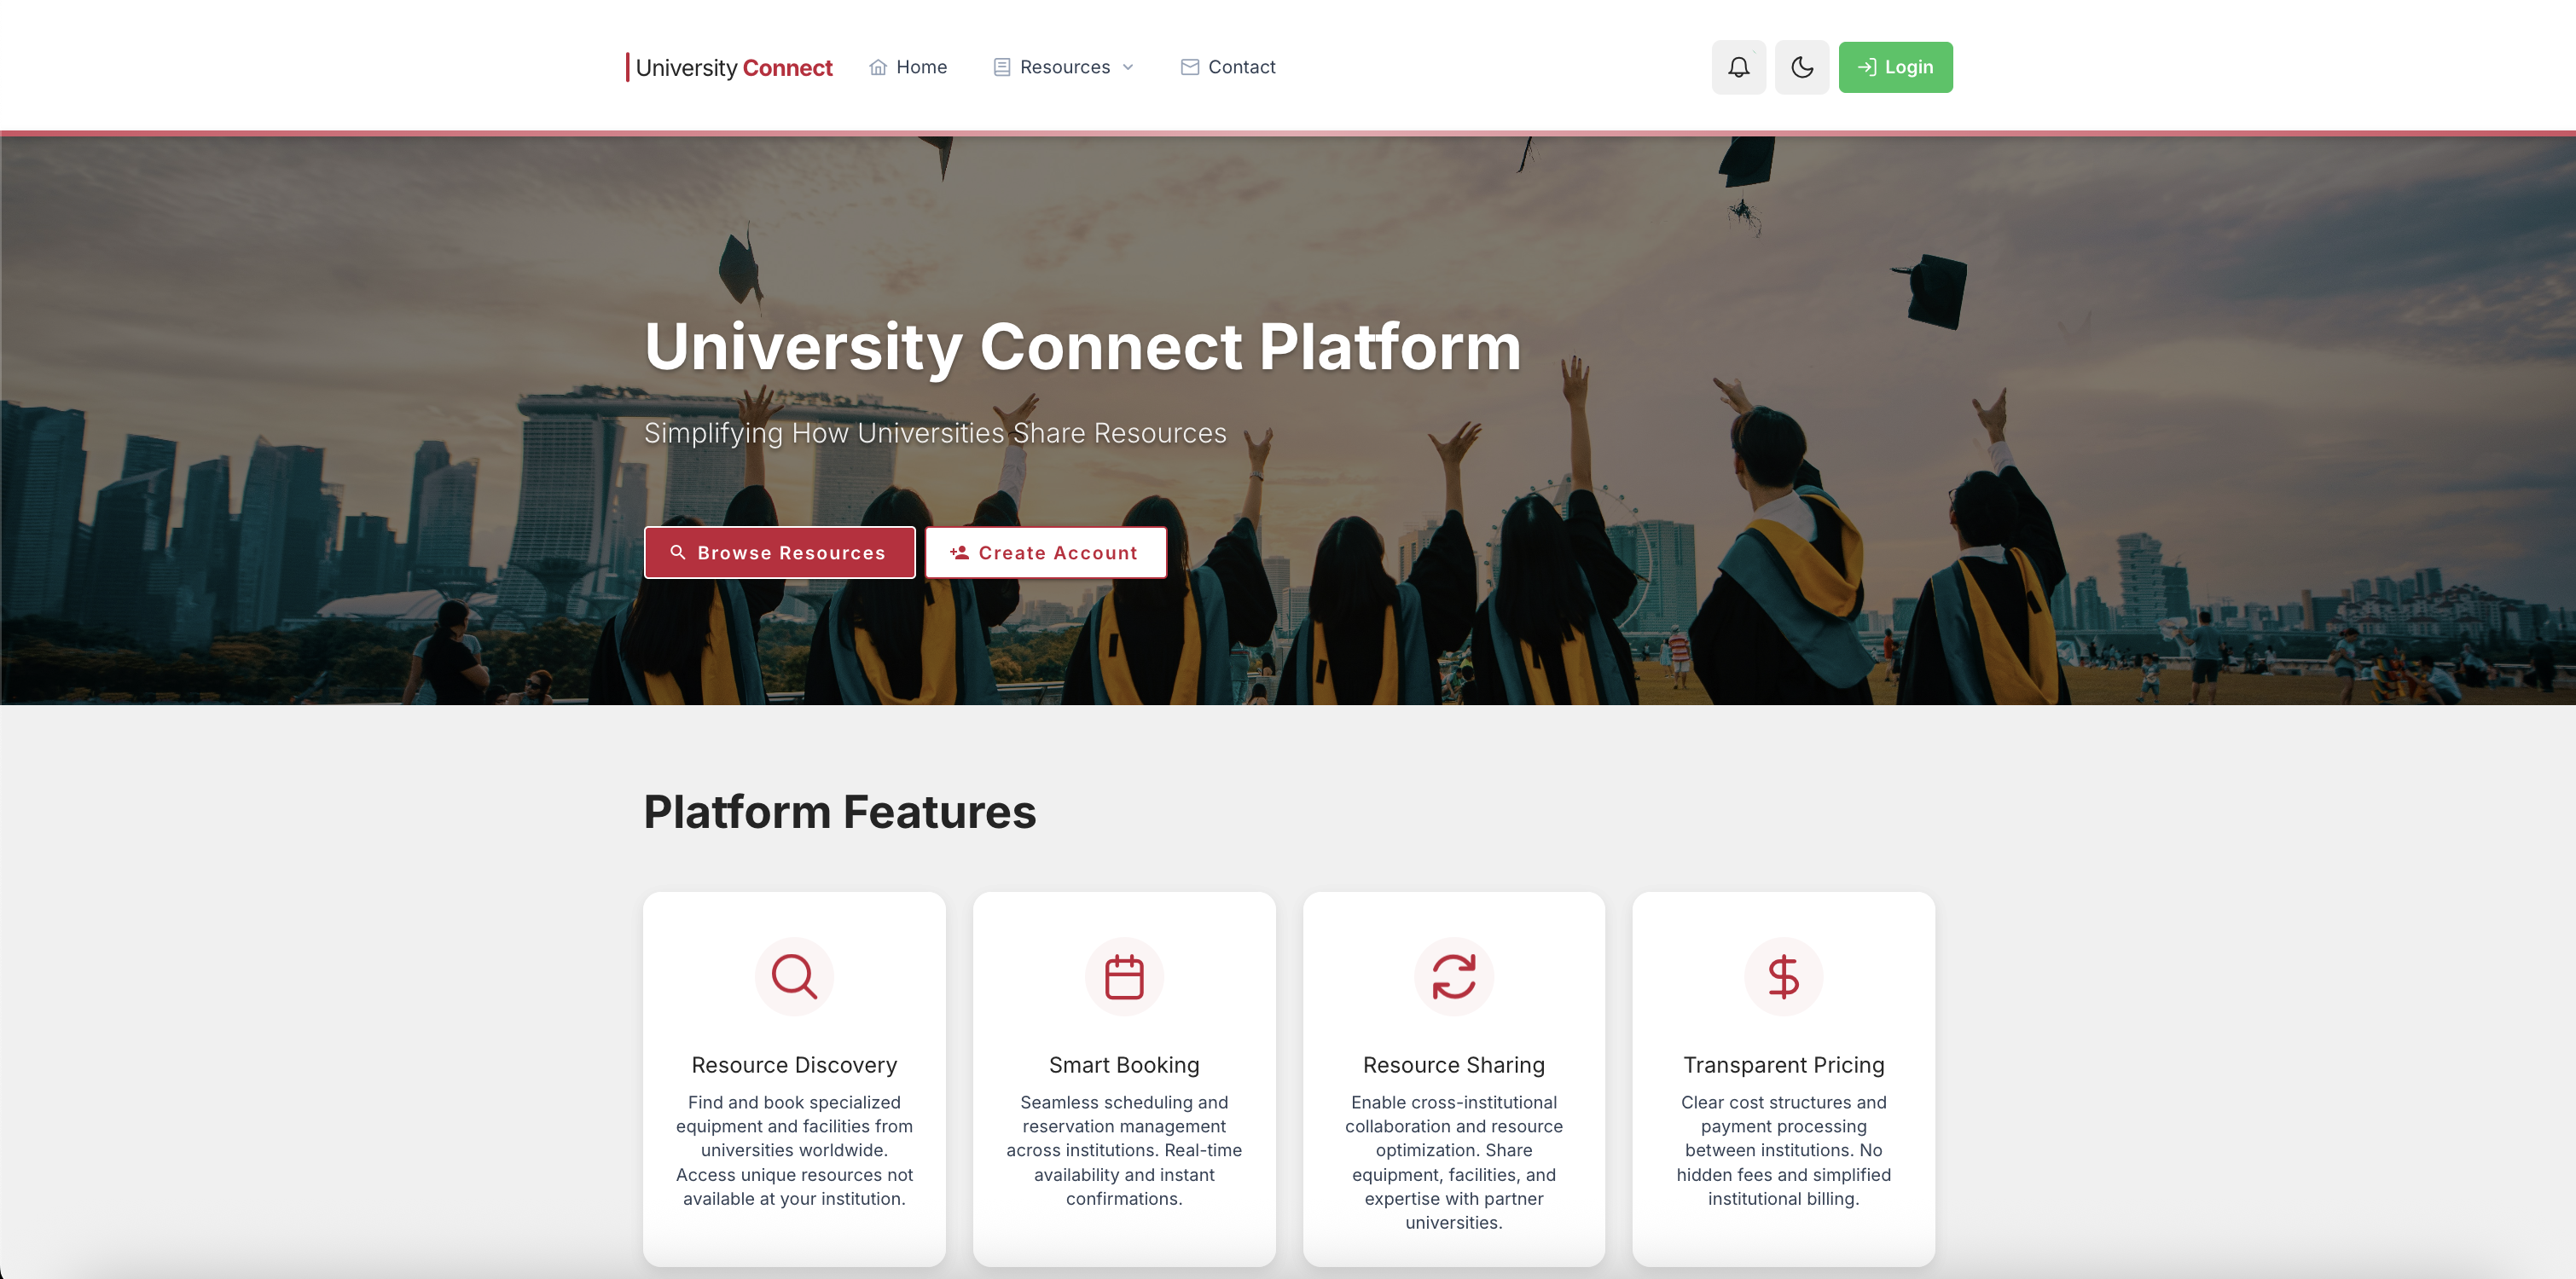 University Connect
Home
Resources
Contact
Login
University Connect Platform
Simplifying How Universities Share Resources
Browse Resources
Create Account
Platform Features
Resource Discovery
Find and book specialized
equipment and facilities from
universities worldwide.
Access unique resources not
available at your institution.
Smart Booking
Seamless scheduling and
reservation management
across institutions. Real-time
availability and instant
confirmations.
Resource Sharing
Enable cross-institutional
collaboration and resource
optimization. Share
equipment, facilities, and
expertise with partner
universities.
Transparent Pricing
Clear cost structures and
payment processing
between institutions. No
hidden fees and simplified
institutional billing.